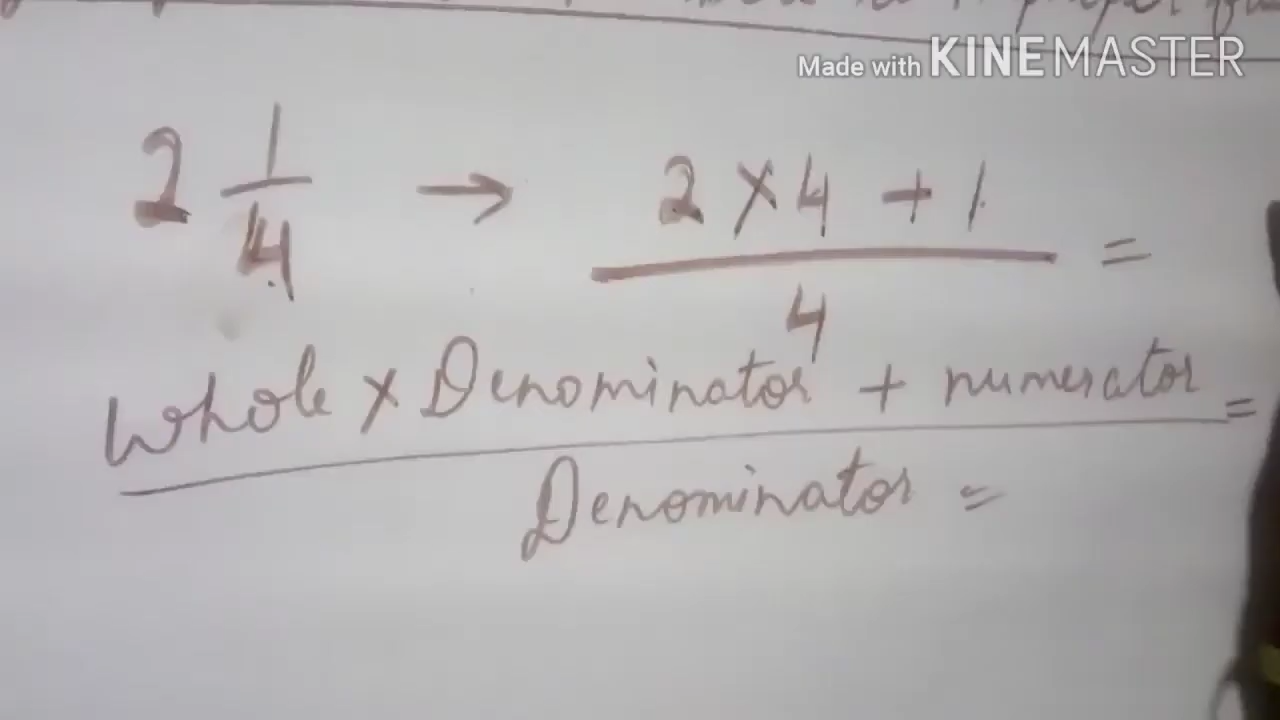 Made with KINEMASTER
2 1/4 → 2 × 4 + 1 / 4 =
Whole × Denominator + numerator =
Denominator =